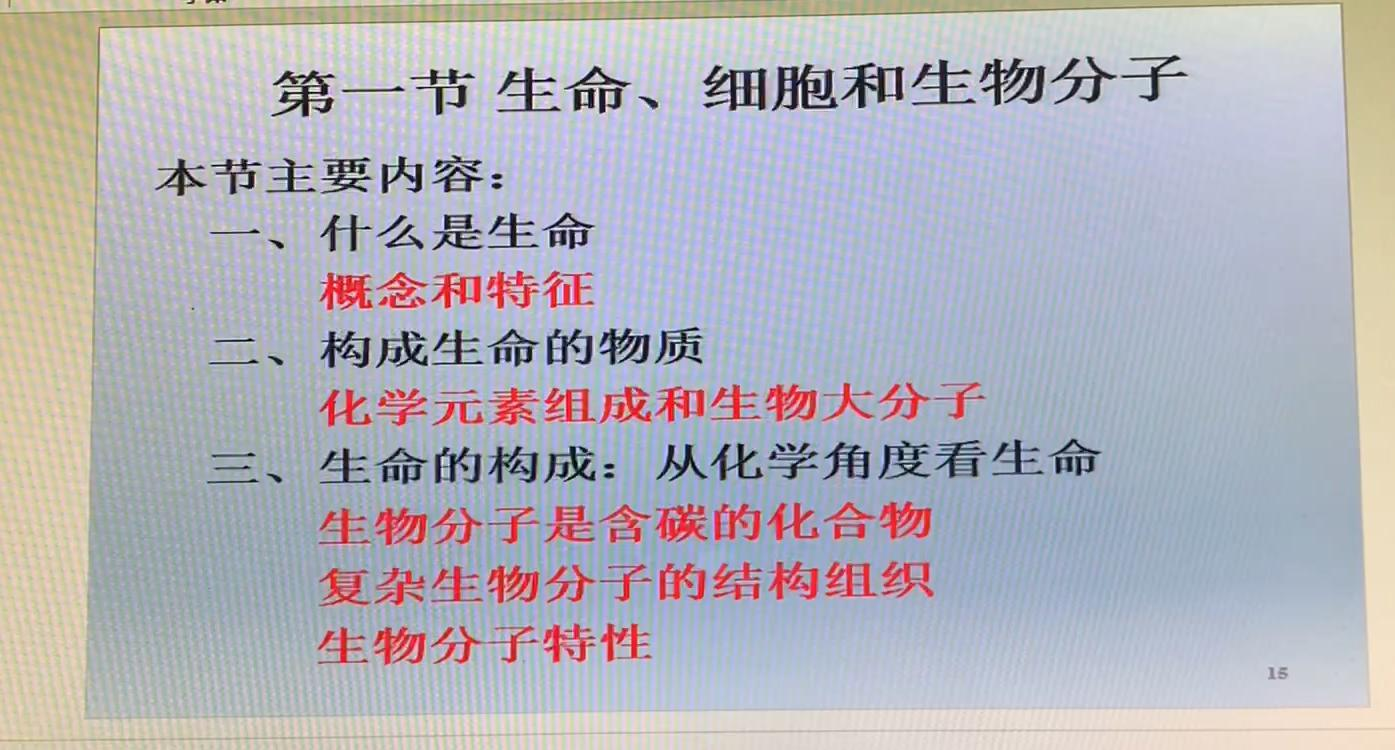 第一节 生命、细胞和生物分子
本节主要内容：
一、什么是生命
概念和特征
二、构成生命的物质
化学元素组成和生物大分子
三、生命的构成：从化学角度看生命
生物分子是含碳的化合物
复杂生物分子的结构组织
生物分子特性
15